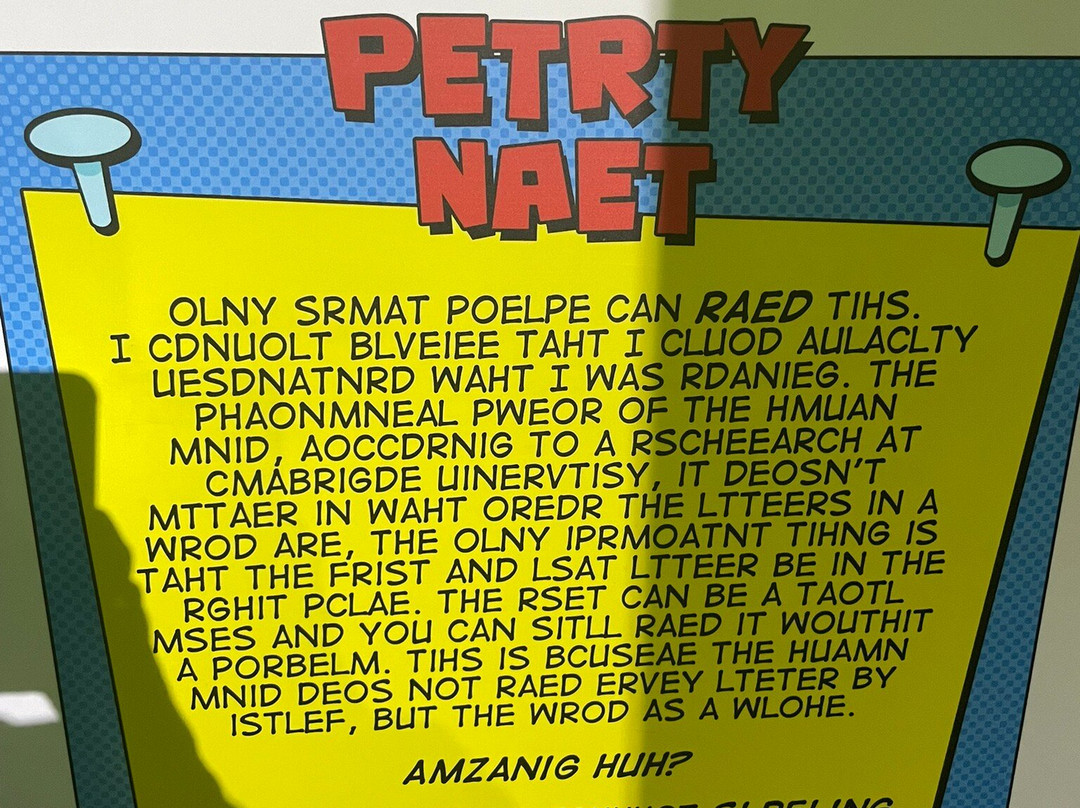 PETRTY
NAET
OLNY SRMAT POELPE CAN RAED TIHS.
I CDNUOLT BLVEIEE TAHT I CLUOD AULACLTY
UESDNATNRD WAHT I WAS RDANIEG. THE
PHAONMNEAL PWEOR OF THE HMUAN
MNID, AOCCDRNIG TO A RSCHEEARCH AT
CMÁBRIGDE UINERVTISY, IT DEOSN'T
MTTAER IN WAHT OREDR THE LTTEERS IN A
WROD ARE, THE OLNY IPRMOATNT TIHNG IS
TAHT THE FRIST AND LSAT LTTEER BE IN THE
RGHIT PCLAE. THE RSET CAN BE A TAOTL
MSES AND YOU CAN SITLL RAED IT WOUTHIT
A PORBELM. TIHS IS BCUSEAE THE HUAMN
MNID DEOS NOT RAED ERVEY LTETER BY
ISTLEF, BUT THE WROD AS A WLOHE.
AMZANIG HUH?